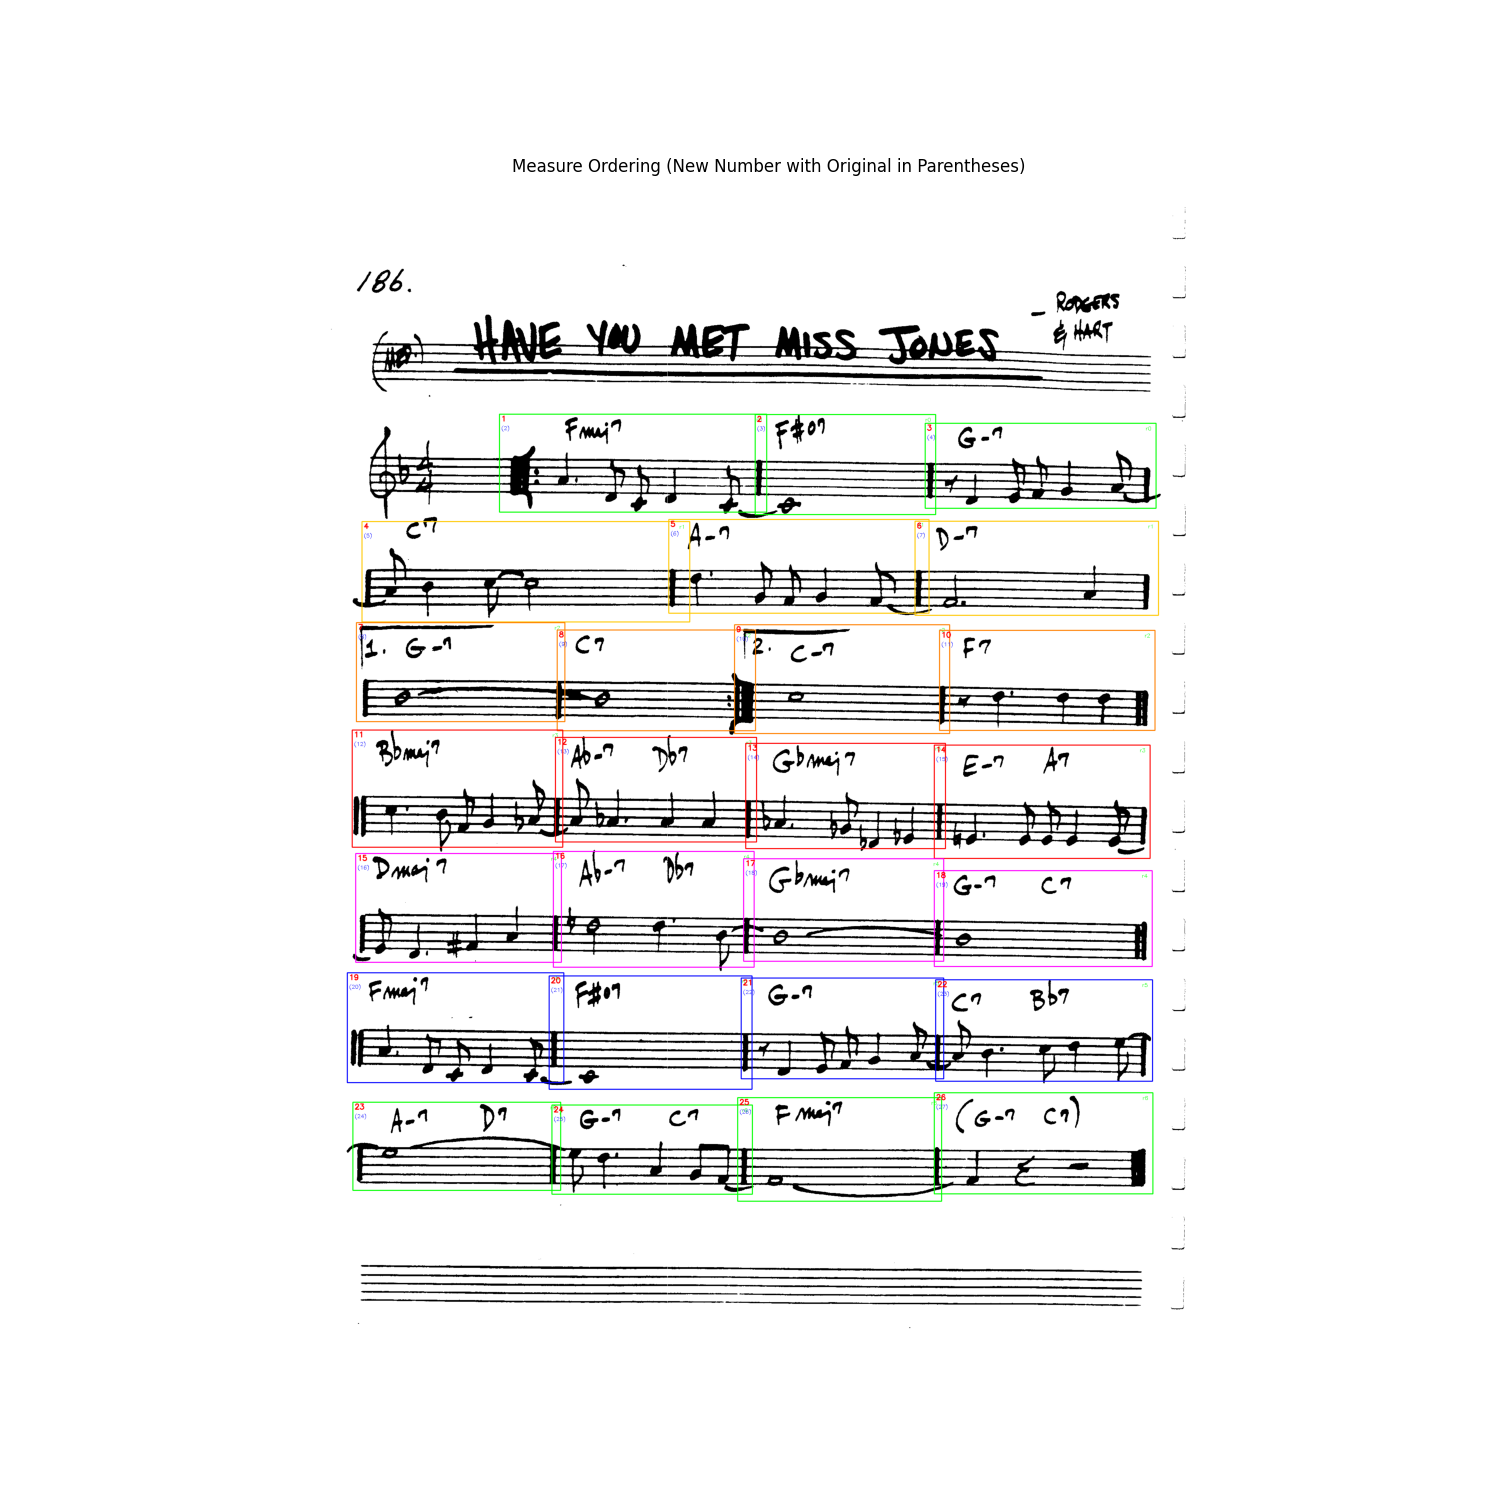 Measure Ordering (New Number with Original in Parentheses)
186.
- RODGERS
& HART
(MED.)
HAVE YOU MET MISS JONES
1 2 3
(2) (3) (4)
Fmaj7 F#o7 G-7
4
4
4 5 6
(5) (6) (7)
C7 A-7 D-7
7 8 9 10
(8) (9) (10) (11)
1. G-7 C7 2. C-7 F7
11 12 13 14
(12) (13) (14) (15)
Bbmaj7 Ab-7 Db7 Gbmaj7 E-7 A7
15 16 17 18
(16) (17) (18) (19)
Dmaj7 Ab-7 Db7 Gbmaj7 G-7 C7
19 20 21 22
(20) (21) (22) (23)
Fmaj7 F#o7 G-7 C7 Bb7
23 24 25 26
(24) (25) (26) (27)
A-7 D7 G-7 C7 Fmaj7 (G-7 C7)